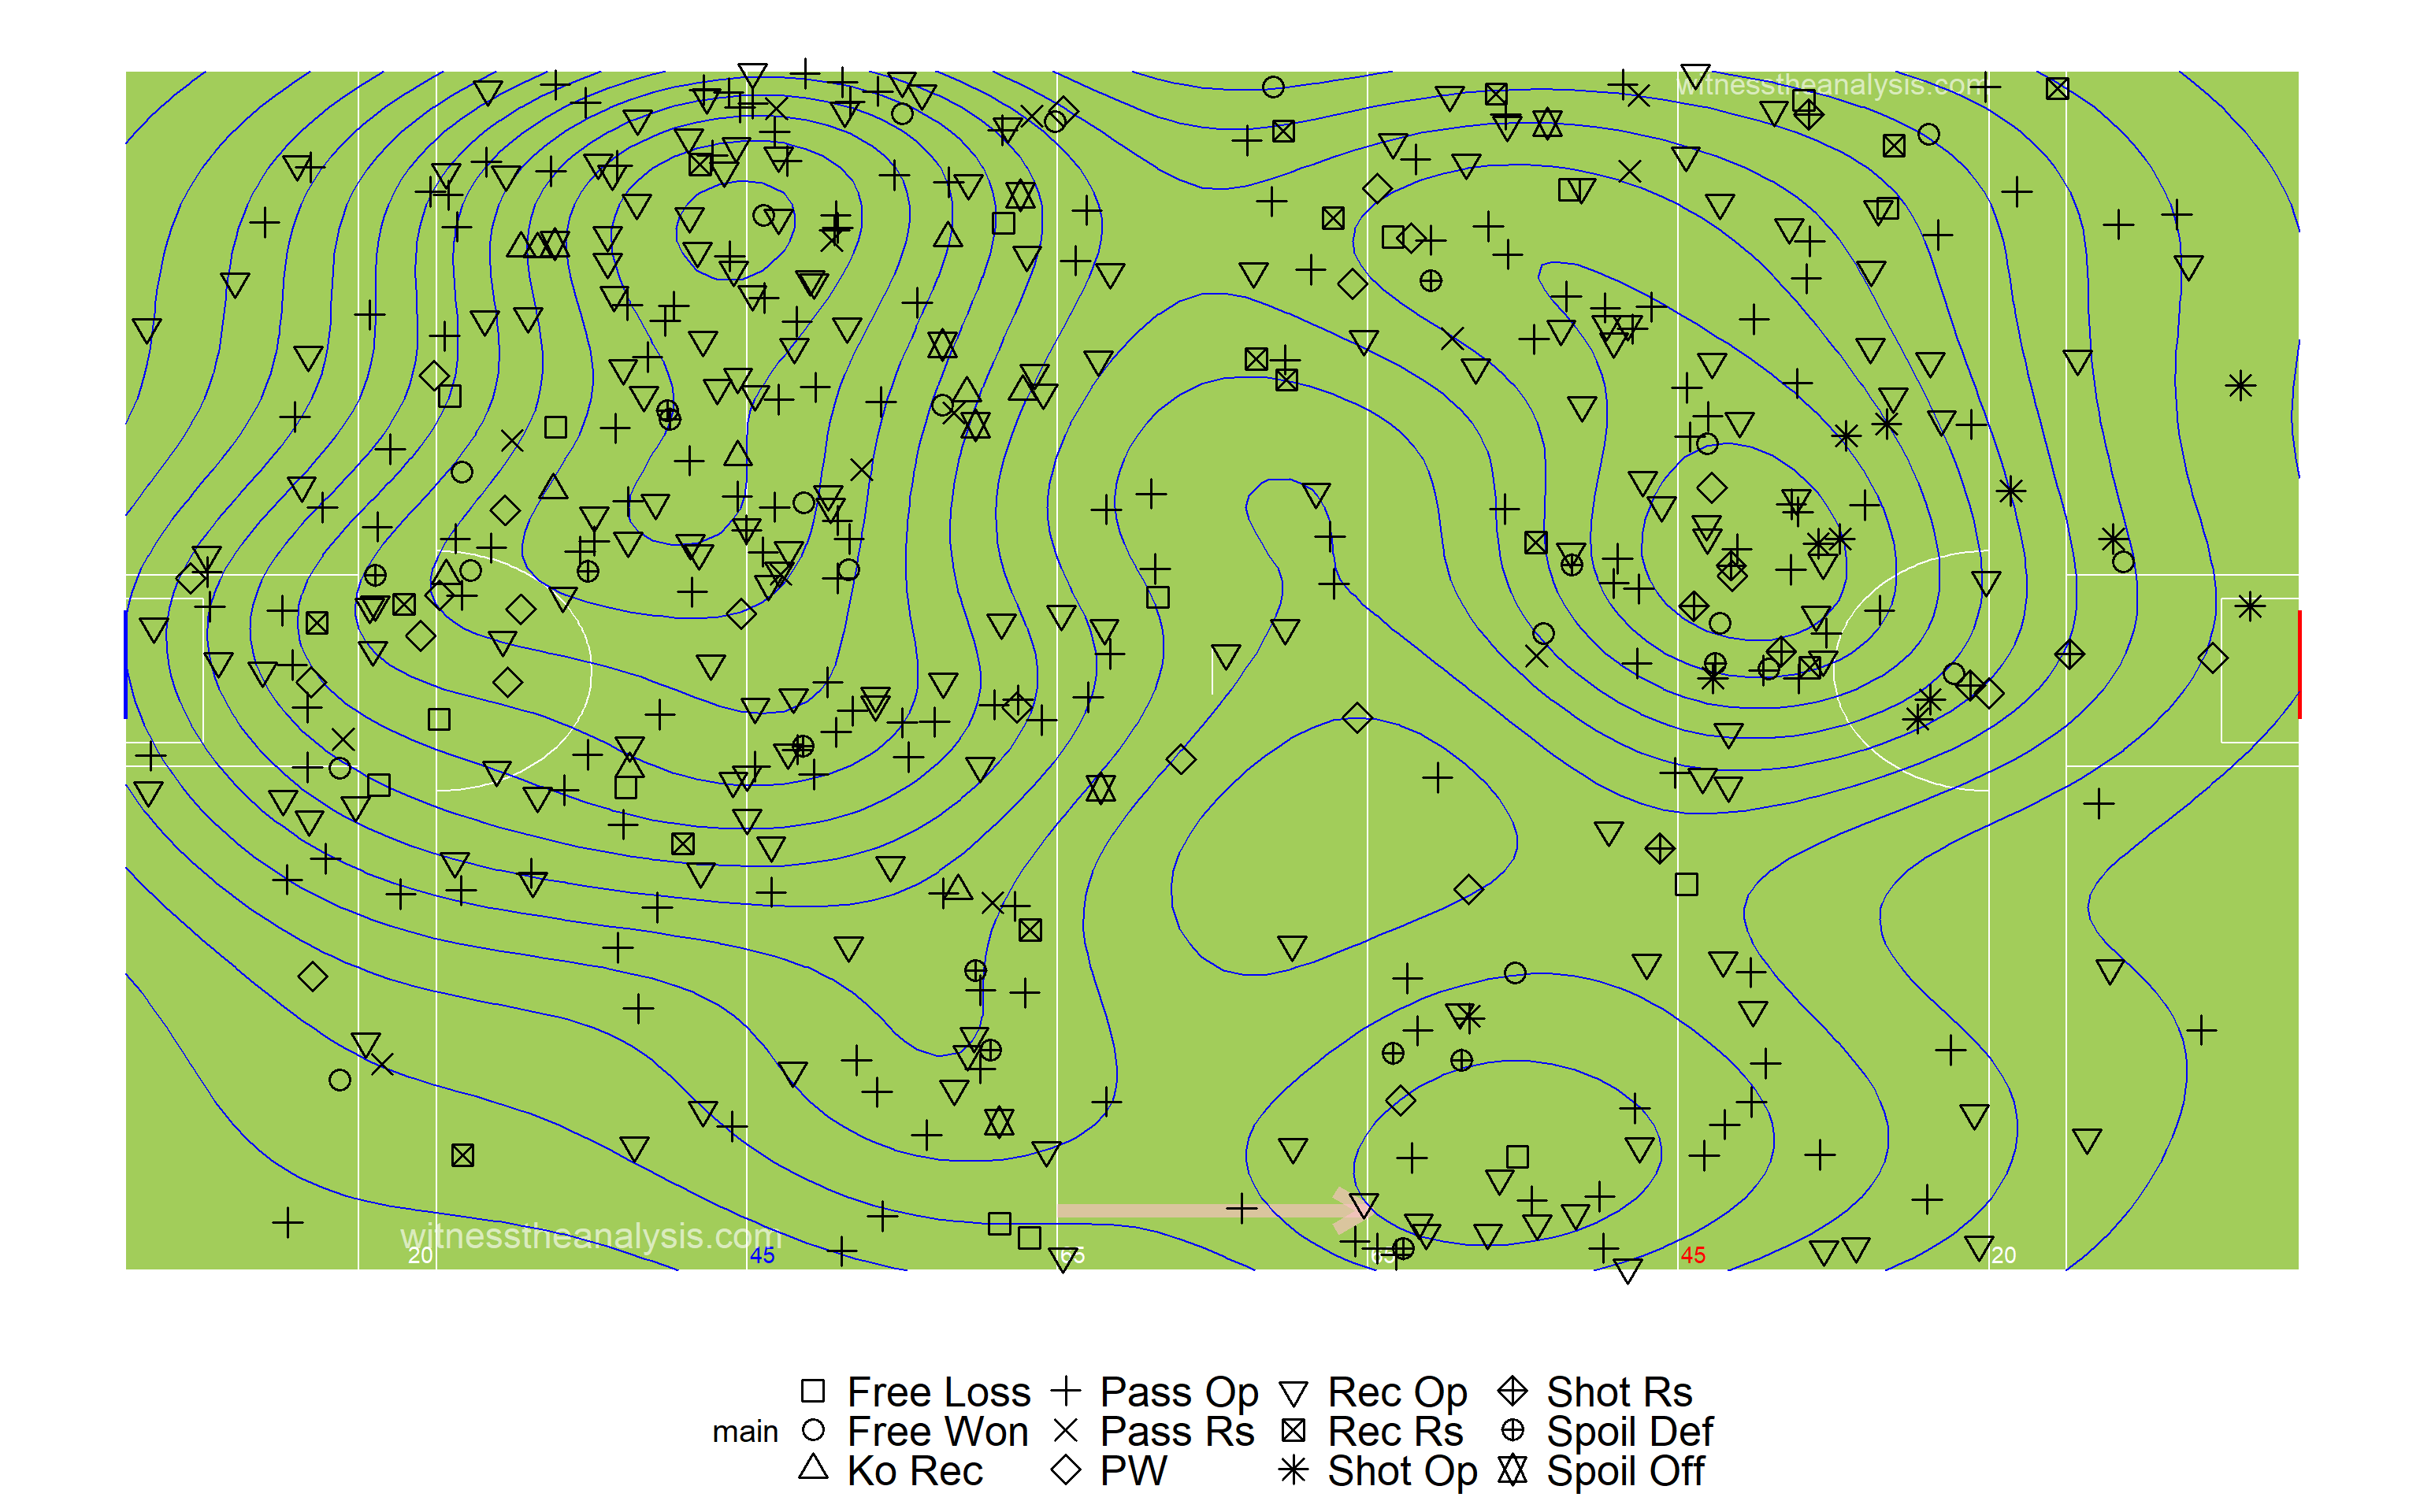 witnesstheanalysis.com
witnesstheanalysis.com
20 45 65 65 45 20
Free Loss Pass Op Rec Op Shot Rs
main Free Won Pass Rs Rec Rs Spoil Def
Ko Rec PW Shot Op Spoil Off